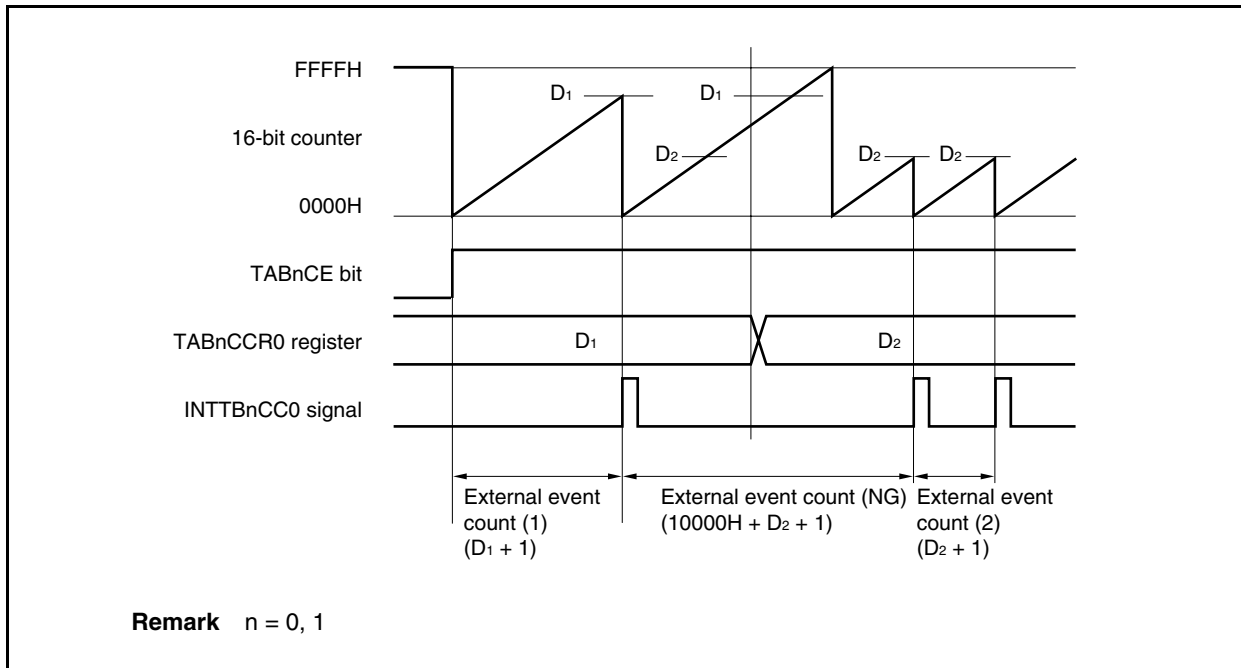 FFFFH
D1
D1
16-bit counter
D2
D2
D2
0000H
TABnCE bit
TABnCCR0 register
D1
D2
INTTBnCC0 signal
External event
count (1)
(D1 + 1)
External event count (NG)
(10000H + D2 + 1)
External event
count (2)
(D2 + 1)
Remark n = 0, 1